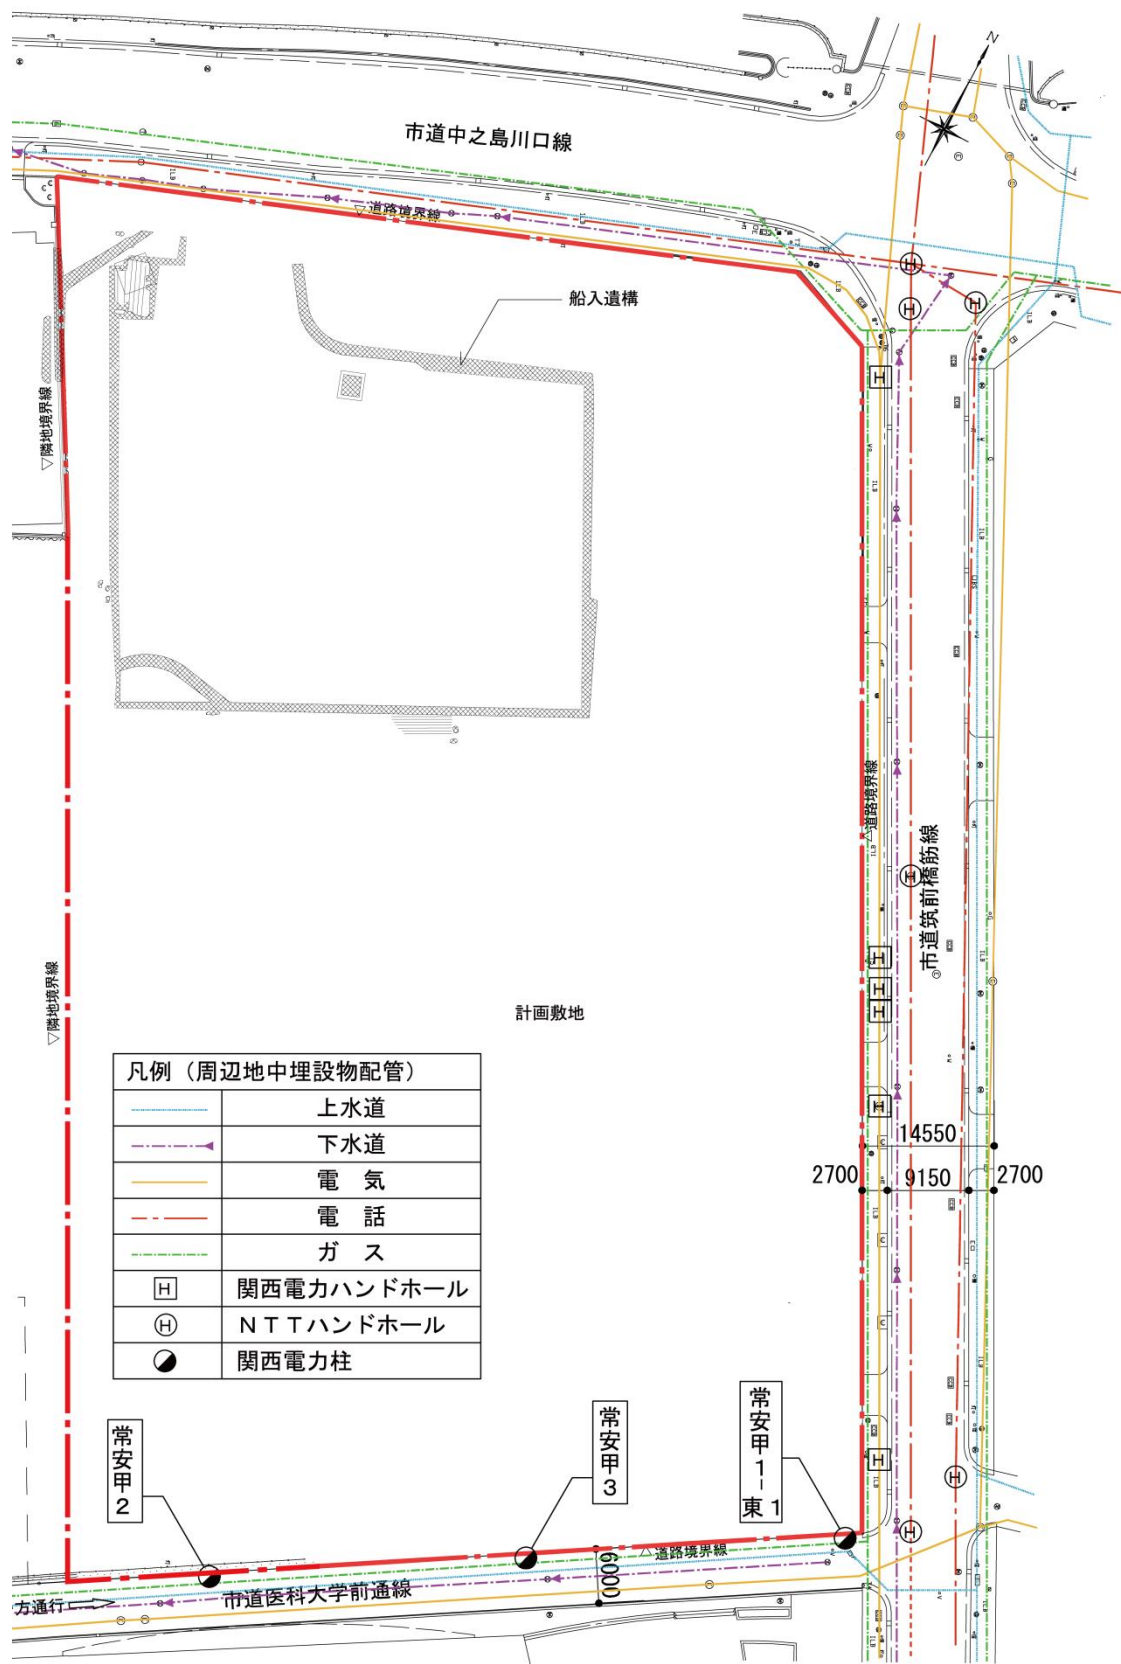 N
市道中之島川口線
▽道路境界線
船入遺構
▽隣地境界線
▽道路境界線
市道筑前橋筋線
▽隣地境界線
計画敷地
凡例（周辺地中埋設物配管）
上水道
下水道
電　気
電　話
ガ　ス
H 関西電力ハンドホール
H ＮＴＴハンドホール
関西電力柱
14550
2700
9150
2700
常安甲2
常安甲3
常安甲1-東1
△道路境界線
6000
市道医科大学前通線
方通行